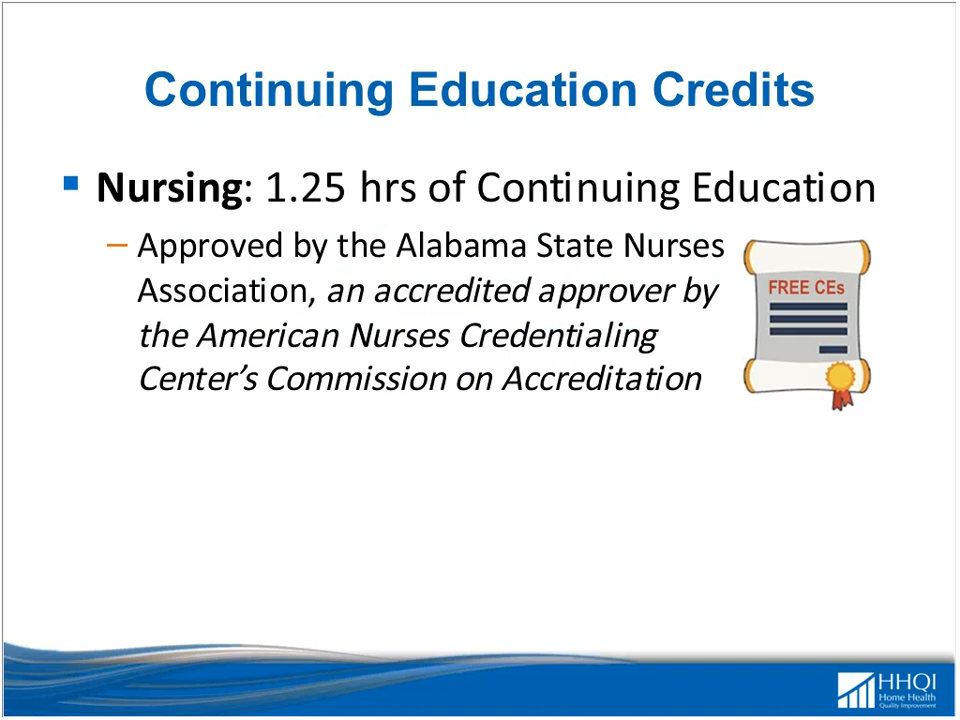 Continuing Education Credits
Nursing: 1.25 hrs of Continuing Education
– Approved by the Alabama State Nurses
Association, an accredited approver by
the American Nurses Credentialing
Center’s Commission on Accreditation
FREE CEs
HHQI
Home Health
Quality Improvement